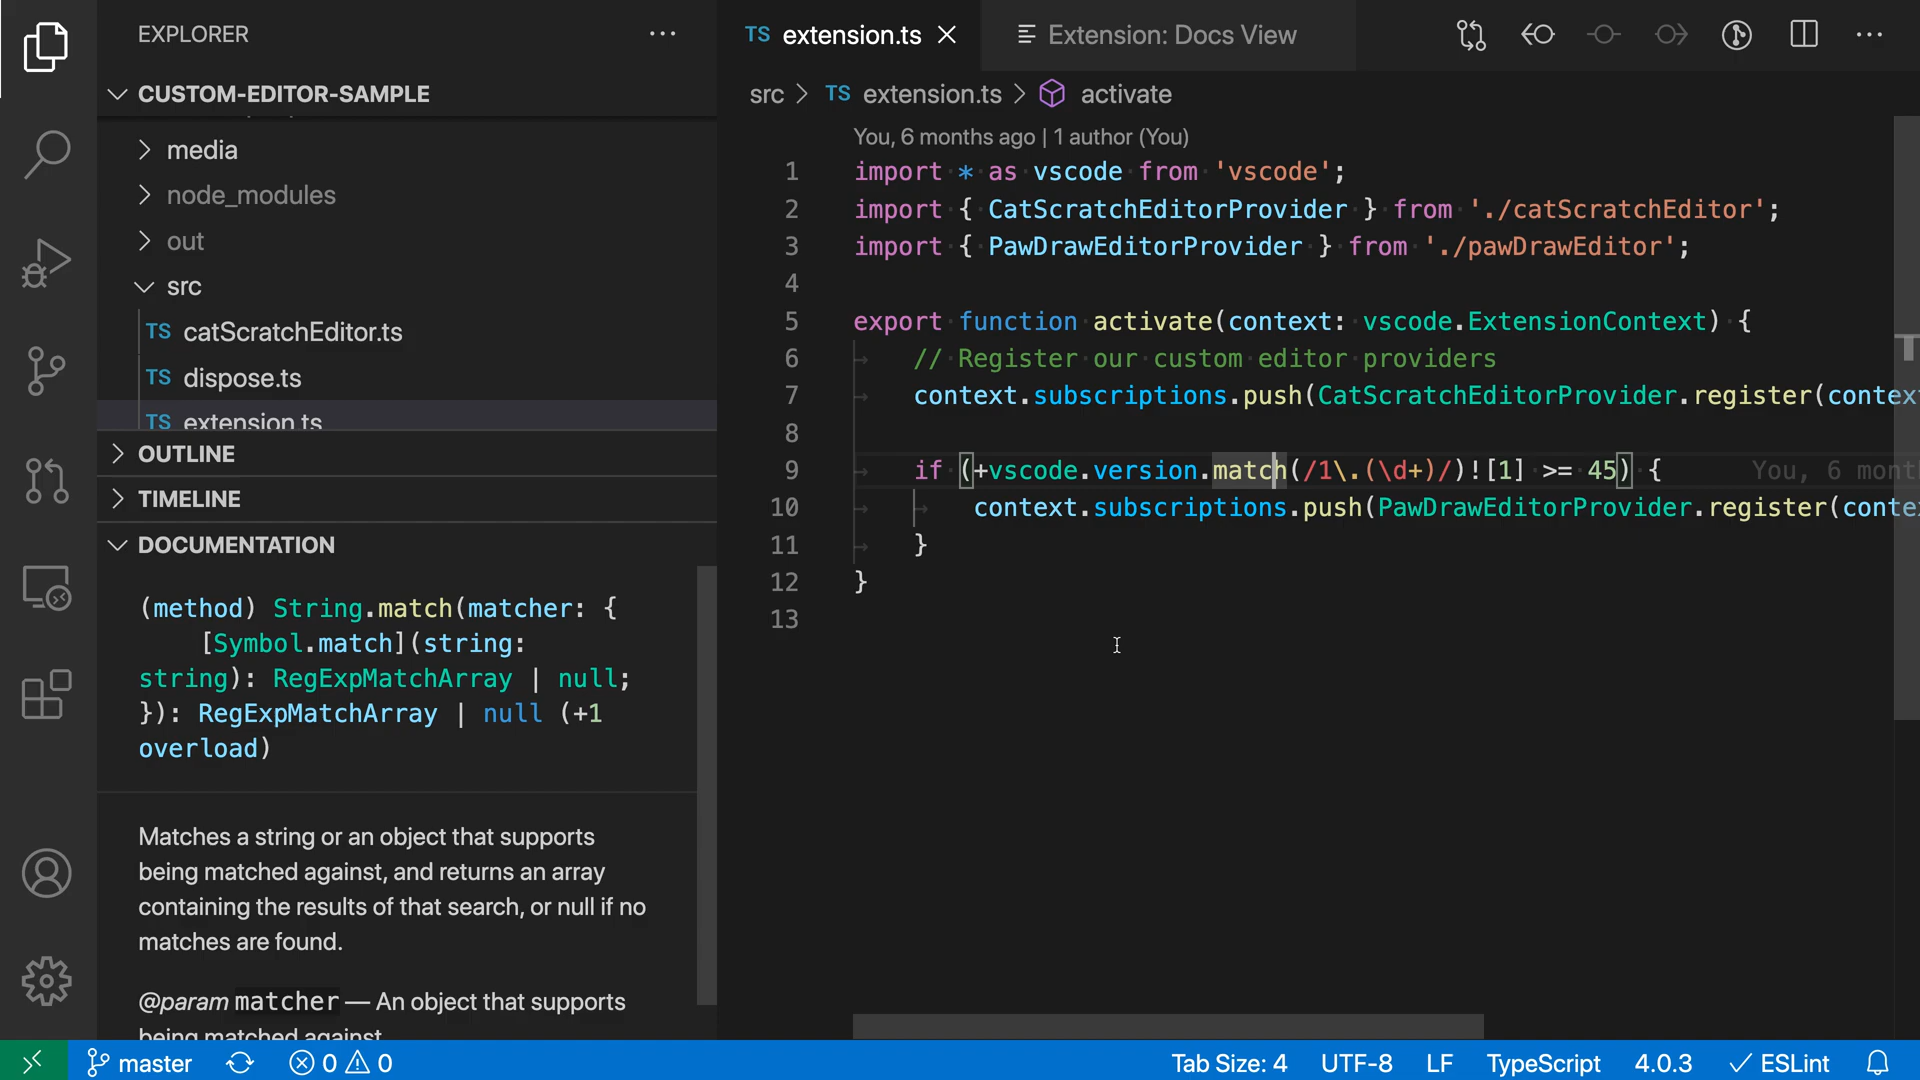 EXPLORER
CUSTOM-EDITOR-SAMPLE
media
node_modules
out
src
TS catScratchEditor.ts
TS dispose.ts
TS extension.ts
OUTLINE
TIMELINE
DOCUMENTATION
(method) String.match(matcher: {
[Symbol.match](string:
string): RegExpMatchArray | null;
}): RegExpMatchArray | null (+1
overload)
Matches a string or an object that supports
being matched against, and returns an array
containing the results of that search, or null if no
matches are found.
@param matcher — An object that supports
being matched against
TS extension.ts
Extension: Docs View
src > TS extension.ts > activate
You, 6 months ago | 1 author (You)
1 import * as vscode from 'vscode';
2 import { CatScratchEditorProvider } from './catScratchEditor';
3 import { PawDrawEditorProvider } from './pawDrawEditor';
4
5 export function activate(context: vscode.ExtensionContext) {
6 // Register our custom editor providers
7 context.subscriptions.push(CatScratchEditorProvider.register(contex
8
9 if (+vscode.version.match(/1\.(\d+)/)![1] >= 45) { You, 6 mont
10 context.subscriptions.push(PawDrawEditorProvider.register(conte
11 }
12 }
13
master
0 0
Tab Size: 4
UTF-8
LF
TypeScript
4.0.3
ESLint